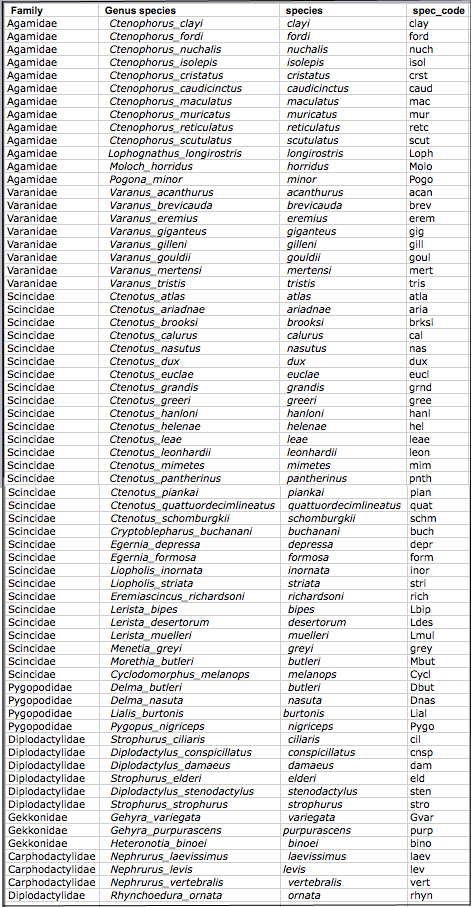 Family Genus species species spec_code
Agamidae Ctenophorus_clayi clayi clay
Agamidae Ctenophorus_fordi fordi ford
Agamidae Ctenophorus_nuchalis nuchalis nuch
Agamidae Ctenophorus_isolepis isolepis isol
Agamidae Ctenophorus_cristatus cristatus crst
Agamidae Ctenophorus_caudicinctus caudicinctus caud
Agamidae Ctenophorus_maculatus maculatus mac
Agamidae Ctenophorus_muricatus muricatus mur
Agamidae Ctenophorus_reticulatus reticulatus retc
Agamidae Ctenophorus_scutulatus scutulatus scut
Agamidae Lophognathus_longirostris longirostris Loph
Agamidae Moloch_horridus horridus Molo
Agamidae Pogona_minor minor Pogo
Varanidae Varanus_acanthurus acanthurus acan
Varanidae Varanus_brevicauda brevicauda brev
Varanidae Varanus_eremius eremius erem
Varanidae Varanus_giganteus giganteus gig
Varanidae Varanus_gilleni gilleni gill
Varanidae Varanus_gouldii gouldii goul
Varanidae Varanus_mertensi mertensi mert
Varanidae Varanus_tristis tristis tris
Scincidae Ctenotus_atlas atlas atla
Scincidae Ctenotus_ariadnae ariadnae aria
Scincidae Ctenotus_brooksi brooksi brksi
Scincidae Ctenotus_calurus calurus cal
Scincidae Ctenotus_nasutus nasutus nas
Scincidae Ctenotus_dux dux dux
Scincidae Ctenotus_euclae euclae eucl
Scincidae Ctenotus_grandis grandis grnd
Scincidae Ctenotus_greeri greeri gree
Scincidae Ctenotus_hanloni hanloni hanl
Scincidae Ctenotus_helenae helenae hel
Scincidae Ctenotus_leae leae leae
Scincidae Ctenotus_leonhardii leonhardii leon
Scincidae Ctenotus_mimetes mimetes mim
Scincidae Ctenotus_pantherinus pantherinus pnth
Scincidae Ctenotus_piankai piankai pian
Scincidae Ctenotus_quattuordecimlineatus quattuordecimlineatus quat
Scincidae Ctenotus_schomburgkii schomburgkii schm
Scincidae Cryptoblepharus_buchanani buchanani buch
Scincidae Egernia_depressa depressa depr
Scincidae Egernia_formosa formosa form
Scincidae Liopholis_inornata inornata inor
Scincidae Liopholis_striata striata stri
Scincidae Eremiascincus_richardsoni richardsoni rich
Scincidae Lerista_bipes bipes Lbip
Scincidae Lerista_desertorum desertorum Ldes
Scincidae Lerista_muelleri muelleri Lmul
Scincidae Menetia_greyi greyi grey
Scincidae Morethia_butleri butleri Mbut
Scincidae Cyclodomorphus_melanops melanops Cycl
Pygopodidae Delma_butleri butleri Dbut
Pygopodidae Delma_nasuta nasuta Dnas
Pygopodidae Lialis_burtonis burtonis Lial
Pygopodidae Pygopus_nigriceps nigriceps Pygo
Diplodactylidae Strophurus_ciliaris ciliaris cil
Diplodactylidae Diplodactylus_conspicillatus conspicillatus cnsp
Diplodactylidae Diplodactylus_damaeus damaeus dam
Diplodactylidae Strophurus_elderi elderi eld
Diplodactylidae Diplodactylus_stenodactylus stenodactylus sten
Diplodactylidae Strophurus_strophurus strophurus stro
Gekkonidae Gehyra_variegata variegata Gvar
Gekkonidae Gehyra_purpurascens purpurascens purp
Gekkonidae Heteronotia_binoei binoei bino
Carphodactylidae Nephrurus_laevissimus laevissimus laev
Carphodactylidae Nephrurus_levis levis lev
Carphodactylidae Nephrurus_vertebralis vertebralis vert
Diplodactylidae Rhynchoedura_ornata ornata rhyn